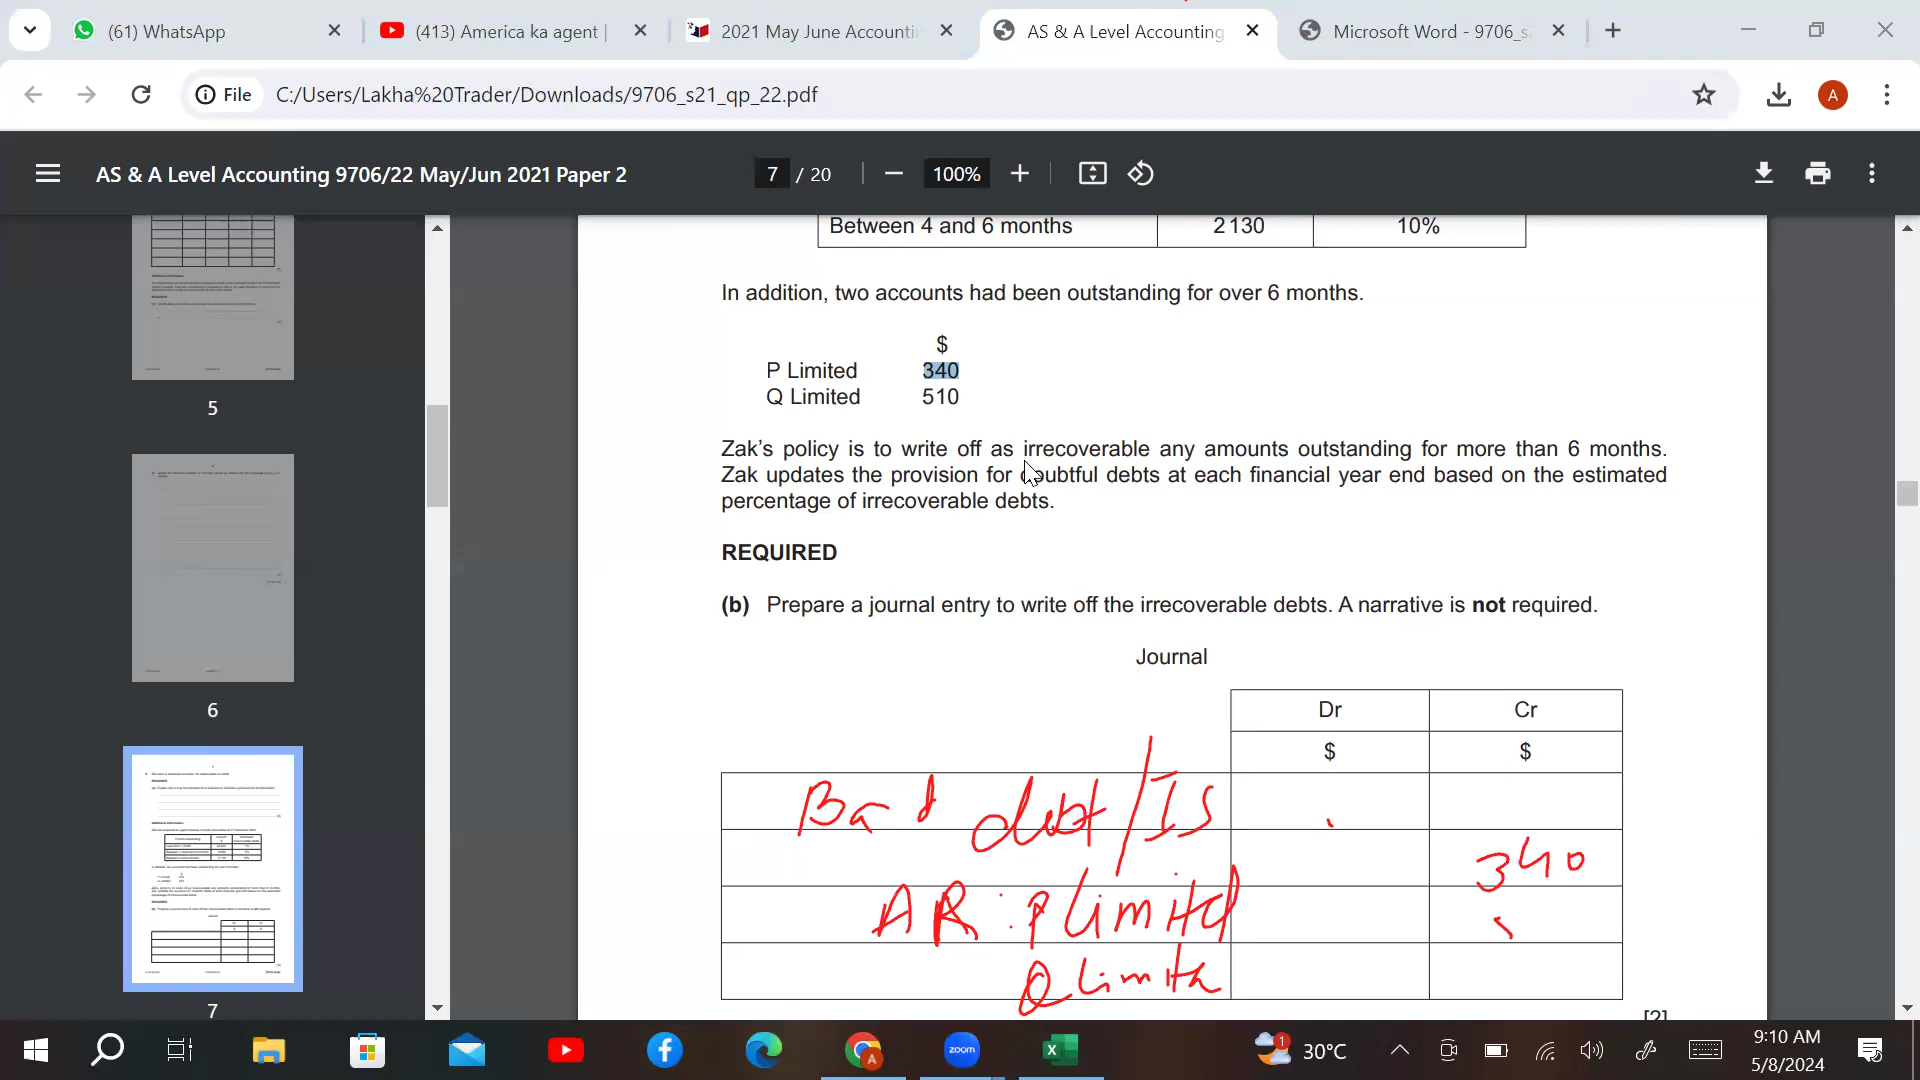 (61) WhatsApp
(413) America ka agent |
2021 May June Accounti
AS & A Level Accounting
Microsoft Word - 9706_s
File
C:/Users/Lakha%20Trader/Downloads/9706_s21_qp_22.pdf
A
AS & A Level Accounting 9706/22 May/Jun 2021 Paper 2
7 / 20
100%
5
6
7
Between 4 and 6 months 2 130 10%
In addition, two accounts had been outstanding for over 6 months.
$
P Limited 340
Q Limited 510
Zak's policy is to write off as irrecoverable any amounts outstanding for more than 6 months.
Zak updates the provision for doubtful debts at each financial year end based on the estimated
percentage of irrecoverable debts.
REQUIRED
(b) Prepare a journal entry to write off the irrecoverable debts. A narrative is not required.
Journal
Dr Cr
$ $
Bad debt/IS
340
AR : P Limited
Q Limite
[2]
zoom
1
30°C
9:10 AM
5/8/2024